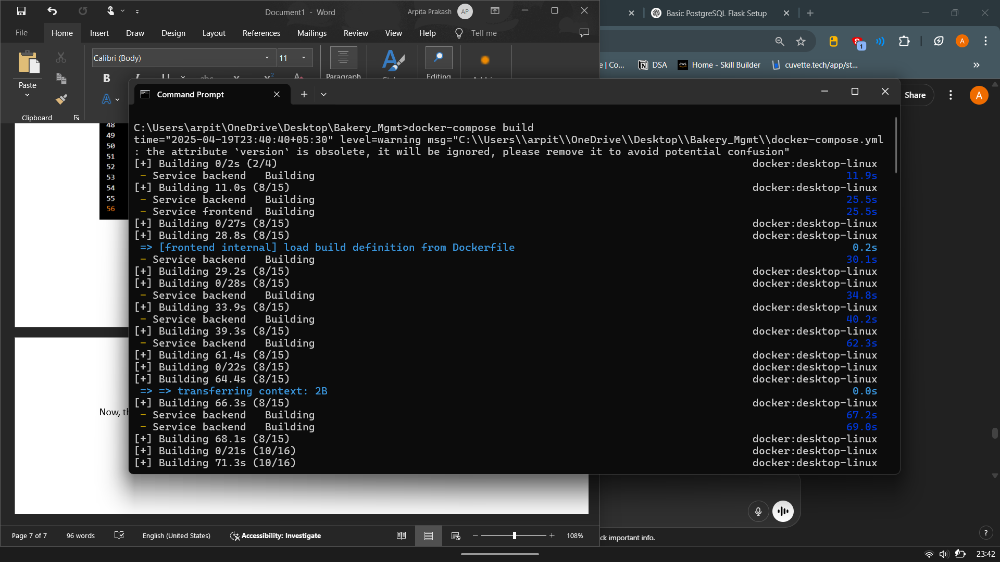 Document1 - Word
Arpita Prakash
AP
Basic PostgreSQL Flask Setup
File
Home
Insert
Draw
Design
Layout
References
Mailings
Review
View
Help
Tell me
A
1
Calibri (Body)
11
Paste
Clipboard
B
Paragraph
Editing
e | Co...
DSA
aws
Home - Skill Builder
cuvette.tech/app/st...
Share
A
Command Prompt
C:\Users\arpit\OneDrive\Desktop\Bakery_Mgmt>docker-compose build
time="2025-04-19T23:40:40+05:30" level=warning msg="C:\\Users\\arpit\\OneDrive\\Desktop\\Bakery_Mgmt\\docker-compose.yml
: the attribute `version` is obsolete, it will be ignored, please remove it to avoid potential confusion"
[+] Building 0/2s (2/4) docker:desktop-linux
- Service backend Building 11.9s
[+] Building 11.0s (8/15) docker:desktop-linux
- Service backend Building 25.5s
- Service frontend Building 25.5s
[+] Building 0/27s (8/15) docker:desktop-linux
[+] Building 28.8s (8/15) docker:desktop-linux
=> [frontend internal] load build definition from Dockerfile 0.2s
- Service backend Building 30.1s
[+] Building 29.2s (8/15) docker:desktop-linux
[+] Building 0/28s (8/15) docker:desktop-linux
- Service backend Building 34.8s
[+] Building 33.9s (8/15) docker:desktop-linux
- Service backend Building 40.2s
[+] Building 39.3s (8/15) docker:desktop-linux
- Service backend Building 62.3s
[+] Building 61.4s (8/15) docker:desktop-linux
[+] Building 0/22s (8/15) docker:desktop-linux
[+] Building 64.4s (8/15) docker:desktop-linux
=> => transferring context: 2B 0.0s
[+] Building 66.3s (8/15) docker:desktop-linux
- Service backend Building 67.2s
- Service backend Building 69.0s
[+] Building 68.1s (8/15) docker:desktop-linux
[+] Building 0/21s (10/16) docker:desktop-linux
[+] Building 71.3s (10/16) docker:desktop-linux
48
49
50
51
52
53
54
55
56
Now, th
ck important info.
?
Page 7 of 7
96 words
English (United States)
Accessibility: Investigate
108%
23:42